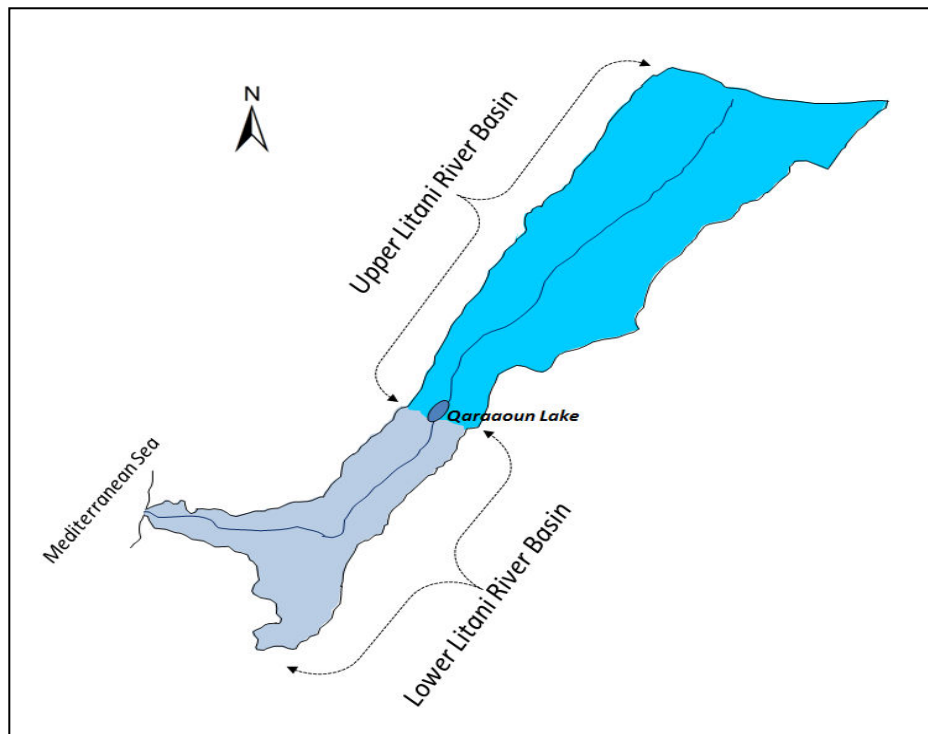 N
Upper Litani River Basin
Qaraaoun Lake
Mediterranean Sea
Lower Litani River Basin